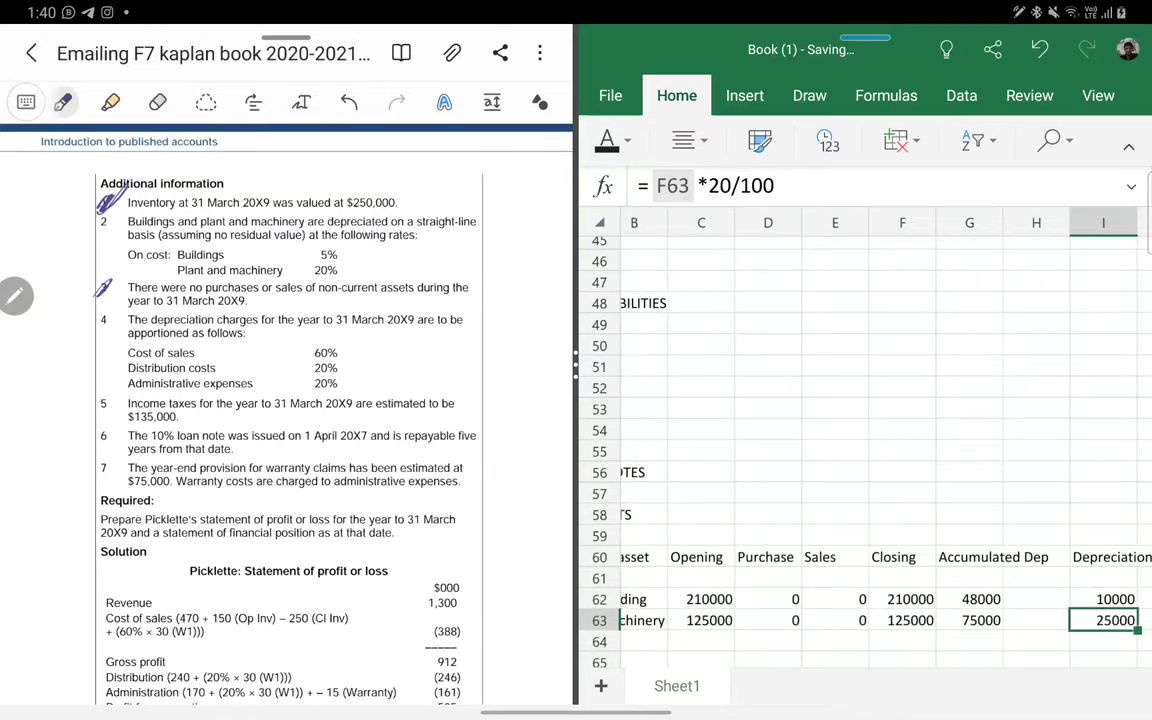 1:40
Emailing F7 kaplan book 2020-2021...
Introduction to published accounts
Additional information
Inventory at 31 March 20X9 was valued at $250,000.
2 Buildings and plant and machinery are depreciated on a straight-line
basis (assuming no residual value) at the following rates:
On cost: Buildings 5%
Plant and machinery 20%
There were no purchases or sales of non-current assets during the
year to 31 March 20X9.
4 The depreciation charges for the year to 31 March 20X9 are to be
apportioned as follows:
Cost of sales 60%
Distribution costs 20%
Administrative expenses 20%
5 Income taxes for the year to 31 March 20X9 are estimated to be
$135,000.
6 The 10% loan note was issued on 1 April 20X7 and is repayable five
years from that date.
7 The year-end provision for warranty claims has been estimated at
$75,000. Warranty costs are charged to administrative expenses.
Required:
Prepare Picklette's statement of profit or loss for the year to 31 March
20X9 and a statement of financial position as at that date.
Solution
Picklette: Statement of profit or loss
$000
Revenue 1,300
Cost of sales (470 + 150 (Op Inv) – 250 (Cl Inv)
+ (60% × 30 (W1))) (388)
Gross profit 912
Distribution (240 + (20% × 30 (W1))) (246)
Administration (170 + (20% × 30 (W1)) + – 15 (Warranty) (161)
Book (1) - Saving...
File Home Insert Draw Formulas Data Review View
A 123
fx = F63 *20/100
B C D E F G H I
45
46
47
48 BILITIES
49
50
51
52
53
54
55
56 OTES
57
58 TS
59
60 asset Opening Purchase Sales Closing Accumulated Dep Depreciation
61
62 ding 210000 0 0 210000 48000 10000
63 chinery 125000 0 0 125000 75000 25000
64
65
+ Sheet1